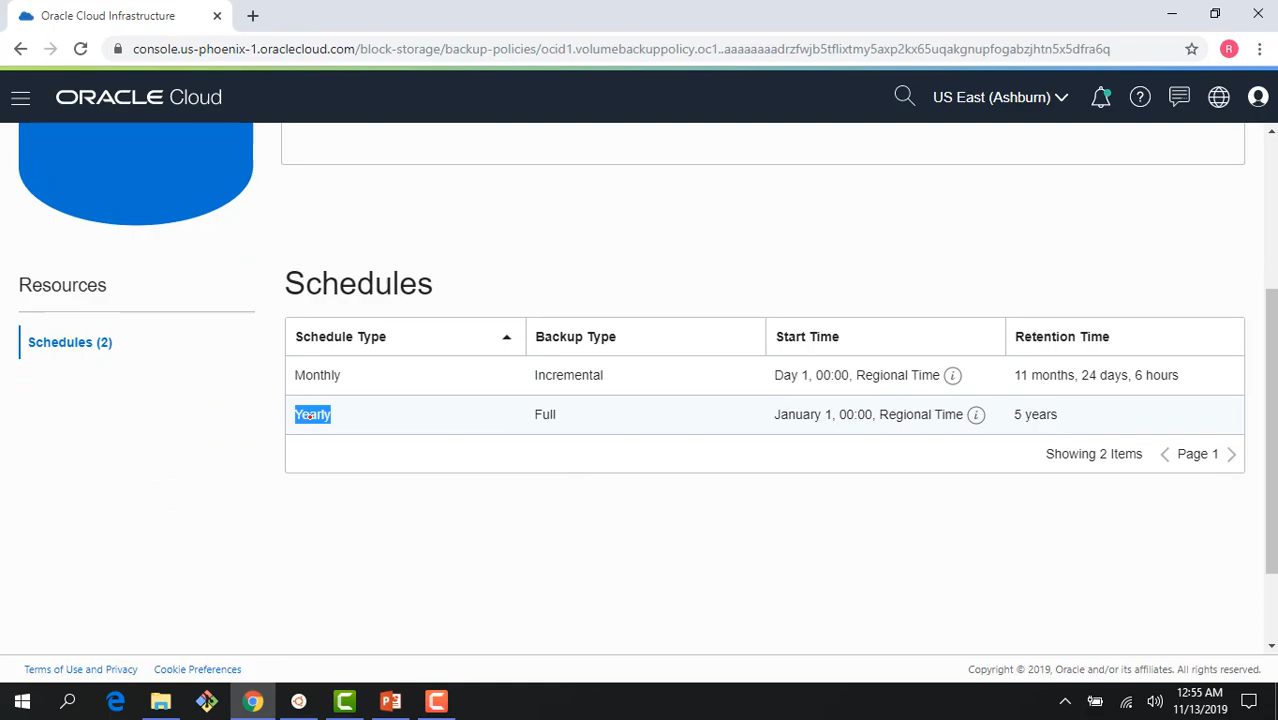 Oracle Cloud Infrastructure
console.us-phoenix-1.oraclecloud.com/block-storage/backup-policies/ocid1.volumebackuppolicy.oc1..aaaaaaaadrzfwjb5tflixtmy5axp2kx65uqakgnupfogabzjhtn5x5dfra6q
R
ORACLE Cloud
US East (Ashburn)
Resources
Schedules (2)
Schedules
Schedule Type Backup Type Start Time Retention Time
Monthly Incremental Day 1, 00:00, Regional Time 11 months, 24 days, 6 hours
Yearly Full January 1, 00:00, Regional Time 5 years
Showing 2 Items Page 1
Terms of Use and Privacy Cookie Preferences Copyright © 2019, Oracle and/or its affiliates. All rights reserved.
12:55 AM
11/13/2019